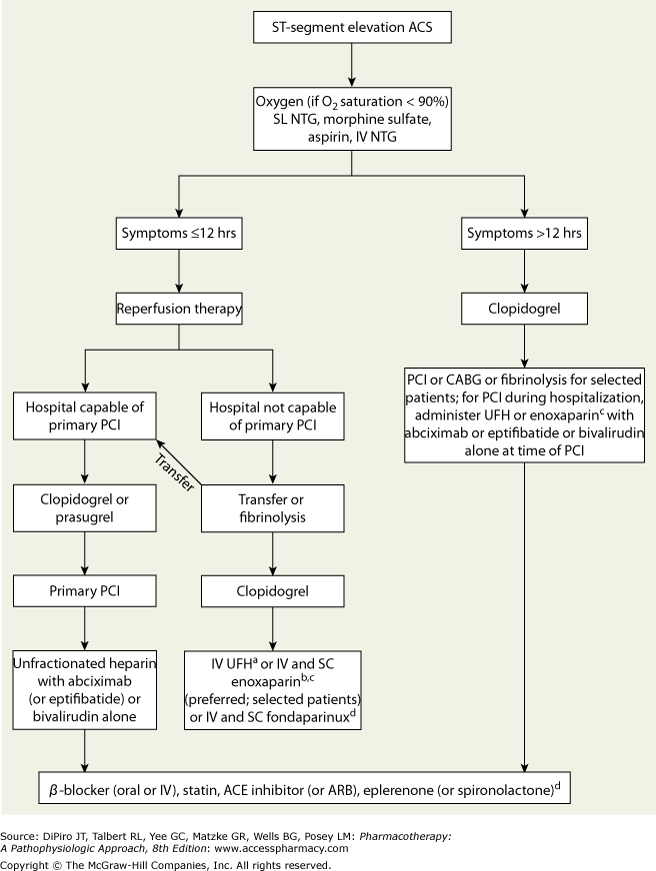 ST-segment elevation ACS
Oxygen (if O₂ saturation < 90%)
SL NTG, morphine sulfate,
aspirin, IV NTG
Symptoms ≤12 hrs
Symptoms >12 hrs
Reperfusion therapy
Clopidogrel
Hospital capable of
primary PCI
Hospital not capable
of primary PCI
PCI or CABG or fibrinolysis for selected
patients; for PCI during hospitalization,
administer UFH or enoxaparinᶜ with
abciximab or eptifibatide or bivalirudin
alone at time of PCI
Transfer
Clopidogrel or
prasugrel
Transfer or
fibrinolysis
Primary PCI
Clopidogrel
Unfractionated heparin
with abciximab
(or eptifibatide) or
bivalirudin alone
IV UFHᵃ or IV and SC
enoxaparinᵇ,ᶜ
(preferred; selected patients)
or IV and SC fondaparinuxᵈ
β-blocker (oral or IV), statin, ACE inhibitor (or ARB), eplerenone (or spironolactone)ᵈ
Source: DiPiro JT, Talbert RL, Yee GC, Matzke GR, Wells BG, Posey LM: Pharmacotherapy:
A Pathophysiologic Approach, 8th Edition: www.accesspharmacy.com
Copyright © The McGraw-Hill Companies, Inc. All rights reserved.